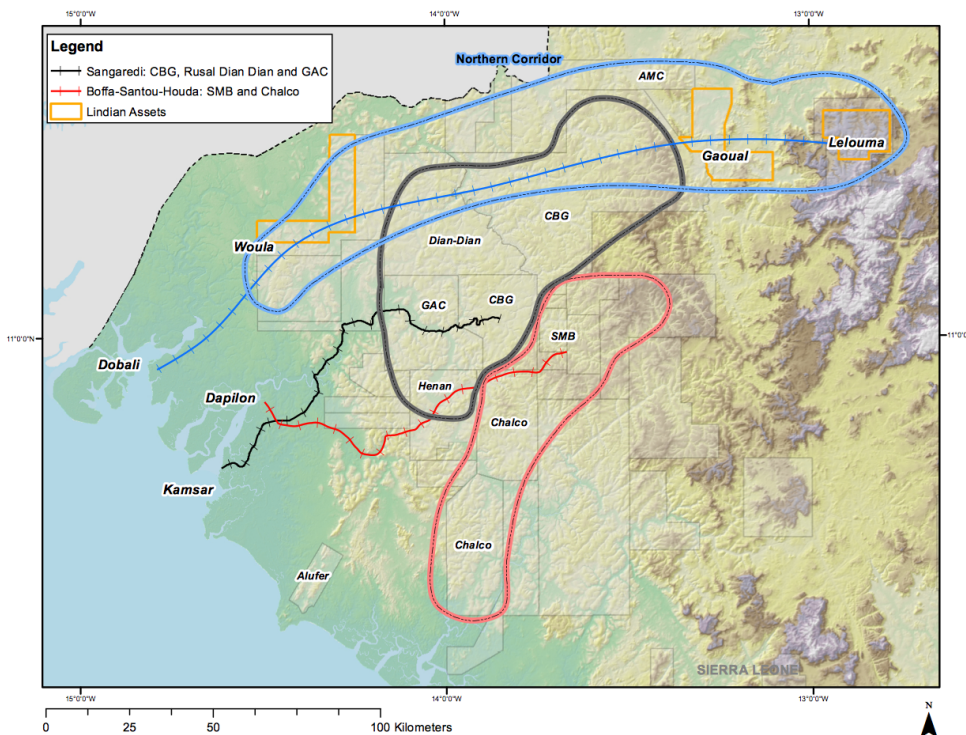 15°0'0"W
14°0'0"W
13°0'0"W
Legend
Sangaredi: CBG, Rusal Dian Dian and GAC
Boffa-Santou-Houda: SMB and Chalco
Lindian Assets
Northern Corridor
AMC
Gaoual
Lelouma
CBG
Woula
Dian-Dian
GAC
CBG
SMB
11°0'0"N
11°0'0"N
Dobali
Henan
Dapilon
Chalco
Kamsar
Chalco
Alufer
SIERRA LEONE
15°0'0"W
14°0'0"W
13°0'0"W
0 25 50 100 Kilometers
N